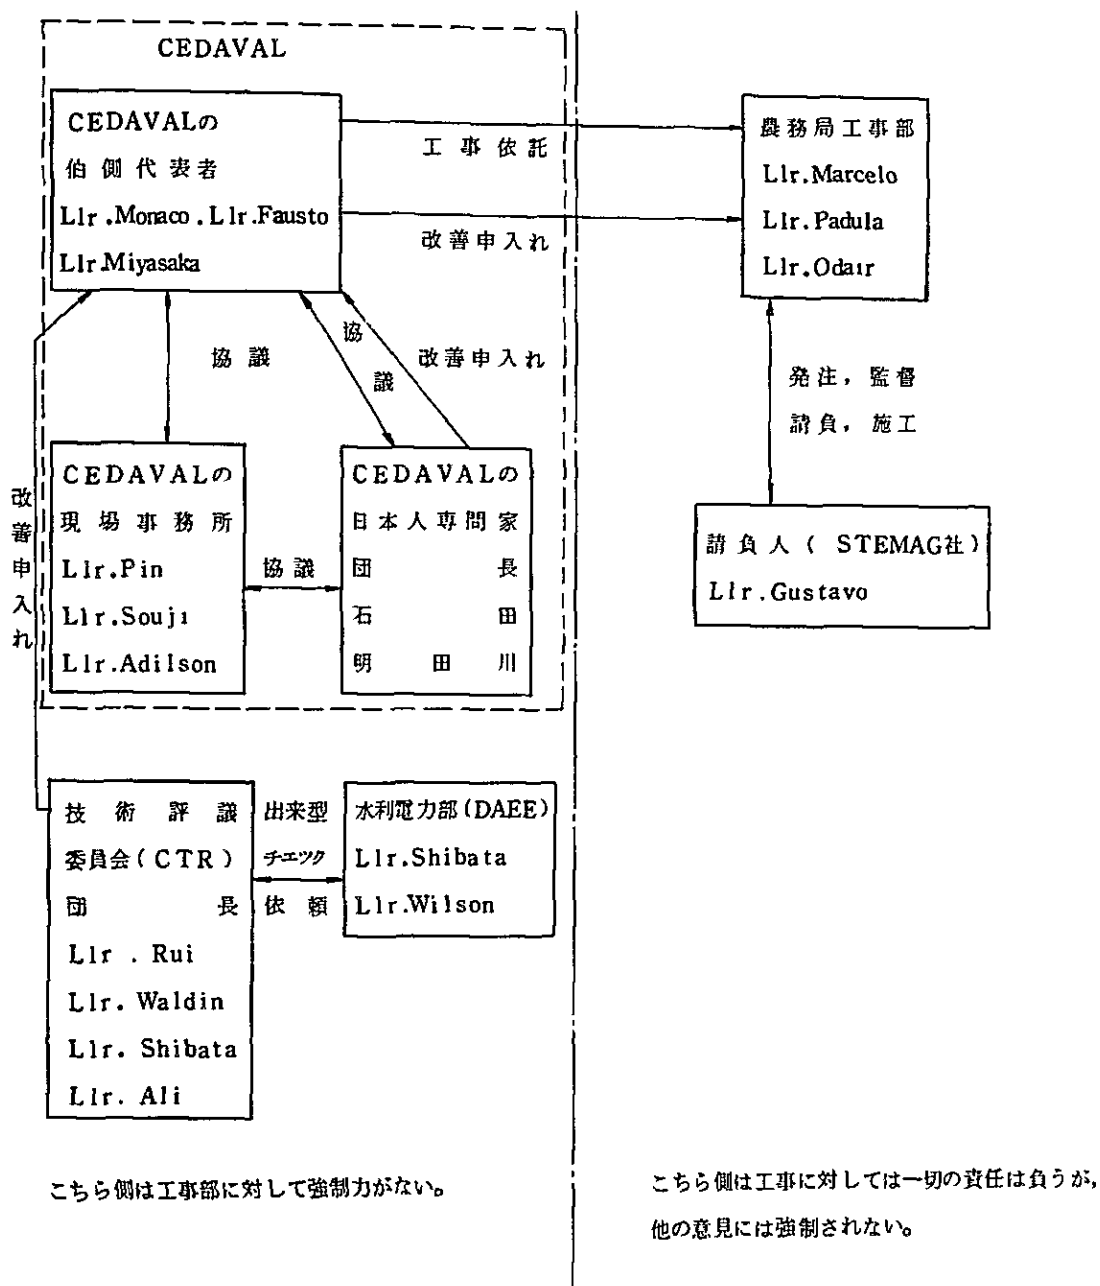 CEDAVAL
CEDAVALの
伯側代表者
Llr.Monaco.Llr.Fausto
Llr.Miyasaka
工事依託
改善申入れ
農務局工事部
Llr.Marcelo
Llr.Padula
Llr.Odair
協議
協議
改善申入れ
発注,監督
請負,施工
改善申入れ
CEDAVALの
現場事務所
Llr.Pin
Llr.Souji
Llr.Adilson
協議
CEDAVALの
日本人専門家
団長
石田
明田川
請負人(STEMAG社)
Llr.Gustavo
技術評議
委員会(CTR)
団長
Llr.Rui
Llr.Waldin
Llr.Shibata
Llr.Ali
出来型
チエツク
依頼
水利電力部(DAEE)
Llr.Shibata
Llr.Wilson
こちら側は工事部に対して強制力がない。
こちら側は工事に対しては一切の責任は負うが,
他の意見には強制されない。